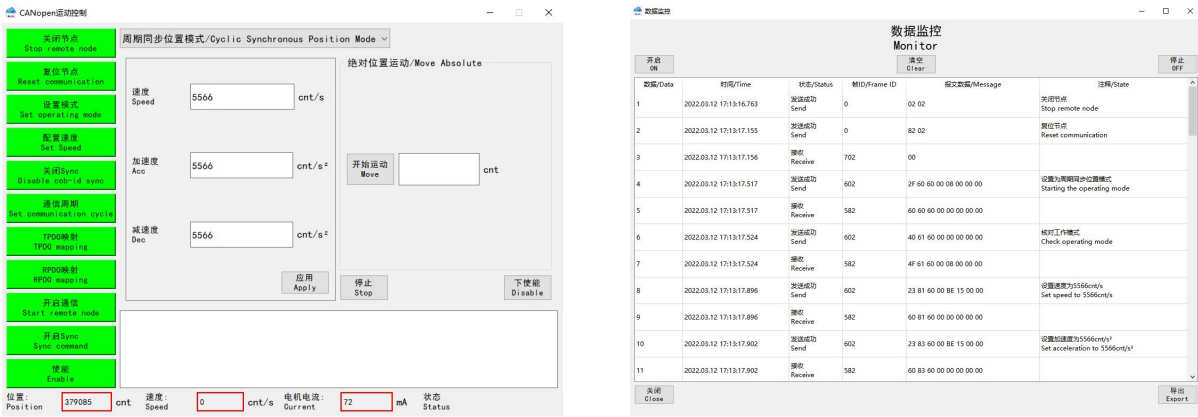 CANopen运动控制
关闭节点
Stop remote node
复位节点
Reset communication
设置模式
Set operating mode
配置速度
Set Speed
关闭Sync
Disable cob-id sync
通信周期
Set communication cycle
TPDO映射
TPDO mapping
RPDO映射
RPDO mapping
开启通信
Start remote node
开启Sync
Sync command
使能
Enable
周期同步位置模式/Cyclic Synchronous Position Mode
速度
Speed
5566
cnt/s
加速度
Acc
5566
cnt/s²
减速度
Dec
5566
cnt/s²
应用
Apply
绝对位置运动/Move Absolute
开始运动
Move
cnt
停止
Stop
下使能
Disable
位置:
Position
379085
cnt
速度:
Speed
0
cnt/s
电机电流:
Current
72
mA
状态
Status
数据监控
数据监控
Monitor
开启
ON
清空
Clear
停止
OFF
数据/Data 时间/Time 状态/Status 帧ID/Frame ID 报文数据/Message 注释/State
1 2022.03.12 17:13:16.763 发送成功 Send 0 02 02 关闭节点 Stop remote node
2 2022.03.12 17:13:17.155 发送成功 Send 0 82 02 复位节点 Reset communication
3 2022.03.12 17:13:17.156 接收 Receive 702 00
4 2022.03.12 17:13:17.517 发送成功 Send 602 2F 60 60 00 08 00 00 00 设置为周期同步位置模式 Starting the operating mode
5 2022.03.12 17:13:17.517 接收 Receive 582 60 60 60 00 00 00 00 00
6 2022.03.12 17:13:17.524 发送成功 Send 602 40 61 60 00 00 00 00 00 核对工作模式 Check operating mode
7 2022.03.12 17:13:17.524 接收 Receive 582 4F 61 60 00 08 00 00 00
8 2022.03.12 17:13:17.896 发送成功 Send 602 23 81 60 00 BE 15 00 00 设置速度为5566cnt/s Set speed to 5566cnt/s
9 2022.03.12 17:13:17.896 接收 Receive 582 60 81 60 00 00 00 00 00
10 2022.03.12 17:13:17.902 发送成功 Send 602 23 83 60 00 BE 15 00 00 设置加速度为5566cnt/s² Set acceleration to 5566cnt/s²
11 2022.03.12 17:13:17.902 接收 Receive 582 60 83 60 00 00 00 00 00
关闭
Close
导出
Export